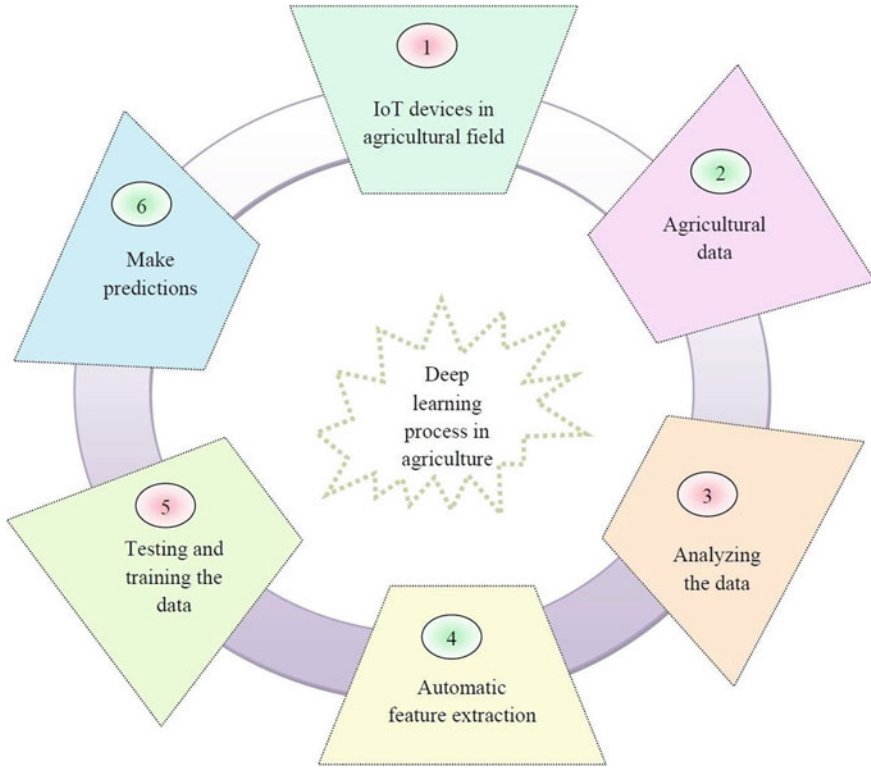 1
IoT devices in
agricultural field
2
Agricultural
data
3
Analyzing
the data
4
Automatic
feature extraction
5
Testing and
training the
data
6
Make
predictions
Deep
learning
process in
agriculture